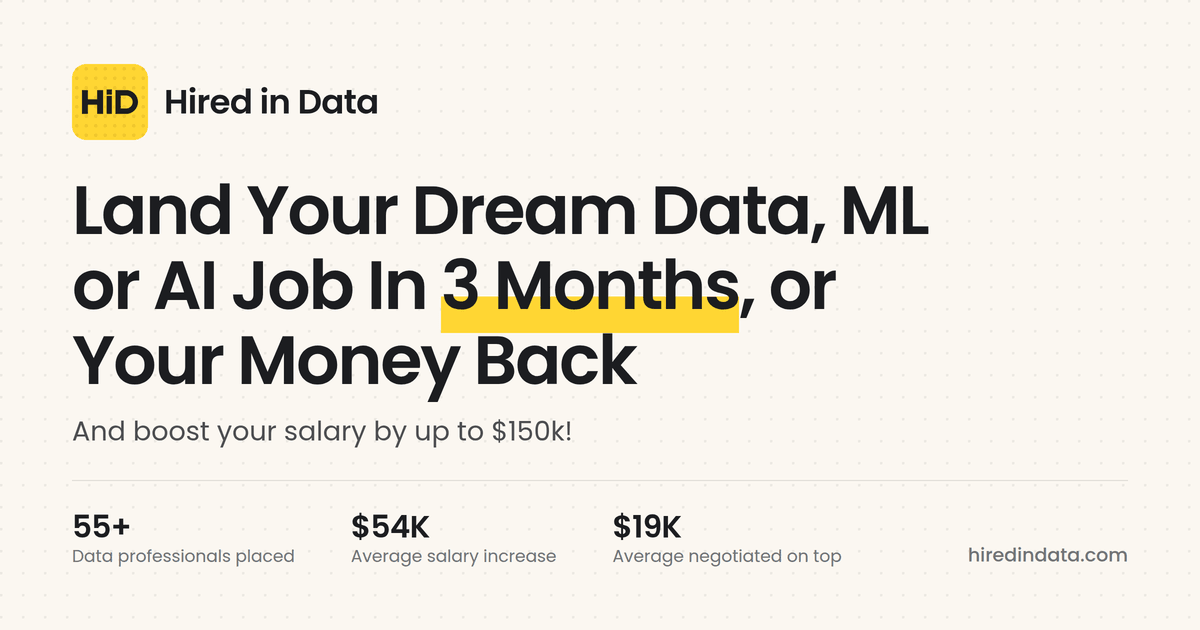 HiD
Hired in Data
Land Your Dream Data, ML
or AI Job In 3 Months, or
Your Money Back
And boost your salary by up to $150k!
55+
Data professionals placed
$54K
Average salary increase
$19K
Average negotiated on top
hiredindata.com